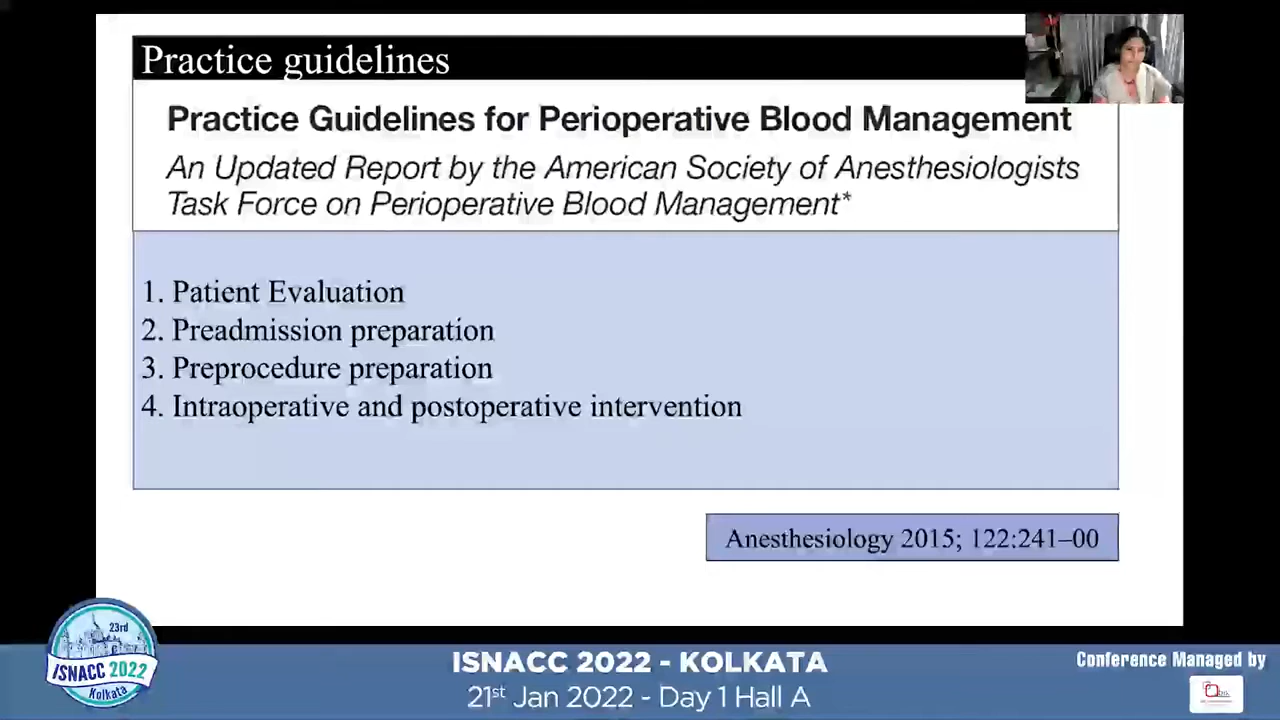 Practice guidelines
Practice Guidelines for Perioperative Blood Management
An Updated Report by the American Society of Anesthesiologists
Task Force on Perioperative Blood Management*
1. Patient Evaluation
2. Preadmission preparation
3. Preprocedure preparation
4. Intraoperative and postoperative intervention
Anesthesiology 2015; 122:241–00
23rd
ISNACC 2022
Kolkata
ISNACC 2022 - KOLKATA
21st Jan 2022 - Day 1 Hall A
Conference Managed by